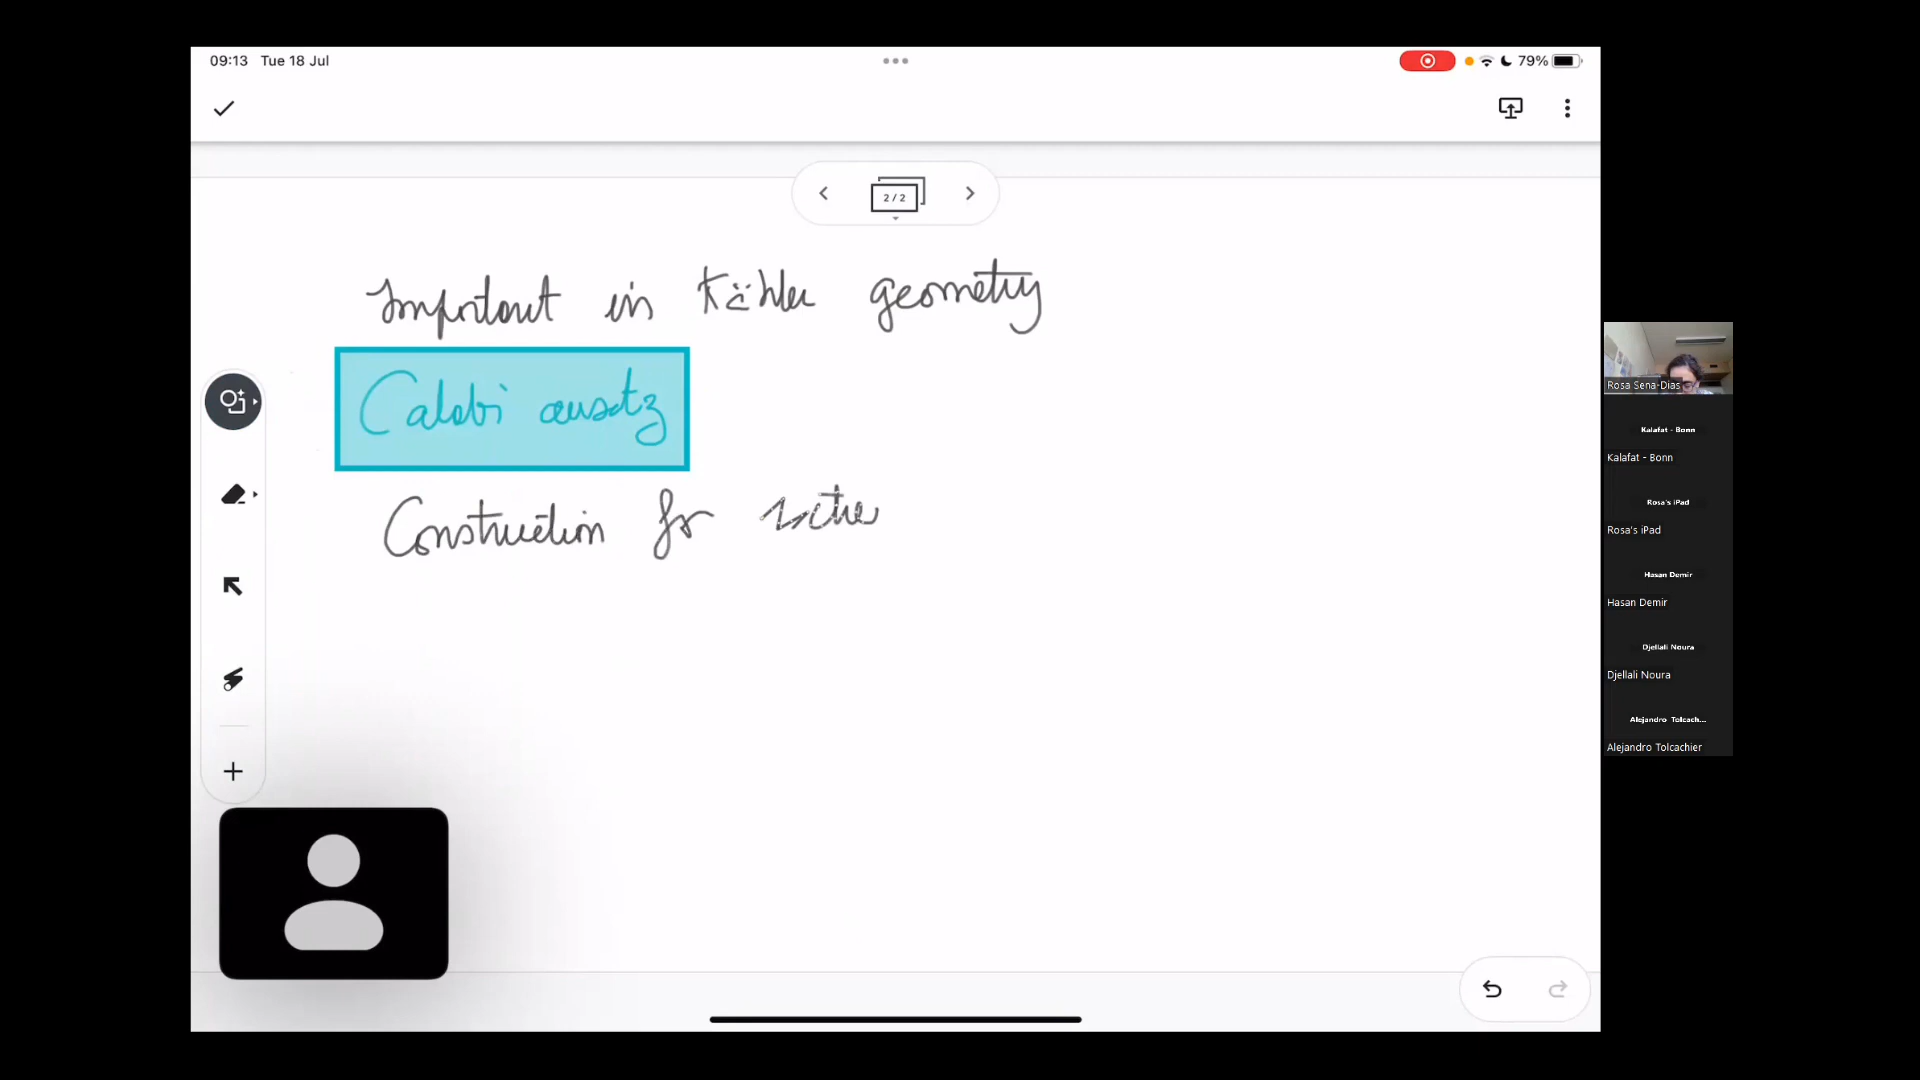 09:13 Tue 18 Jul
79%
2 / 2
Important in Kähler geometry
Calabi ansatz
Construction for
Rosa Sena-Dias
Kalafat - Bonn
Kalafat - Bonn
Rosa's iPad
Rosa's iPad
Hasan Demir
Hasan Demir
Djellali Noura
Djellali Noura
Alejandro Tolcach...
Alejandro Tolcachier